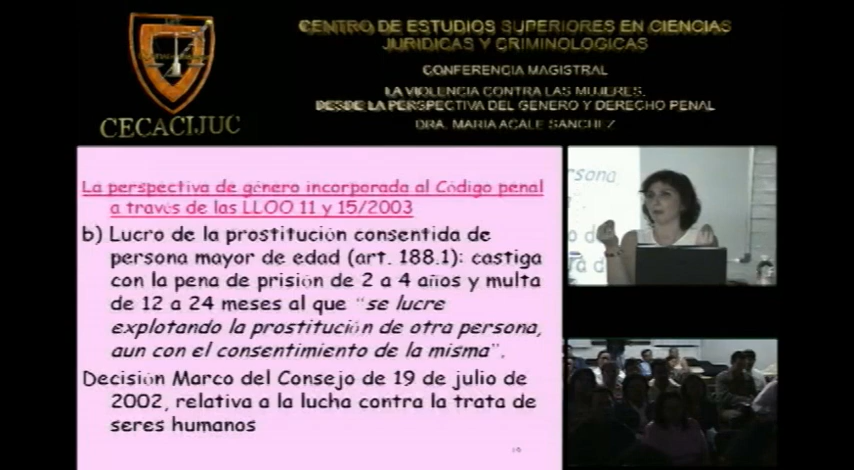 CENTRO DE ESTUDIOS SUPERIORES EN CIENCIAS
JURIDICAS Y CRIMINOLOGICAS
CONFERENCIA MAGISTRAL
LA VIOLENCIA CONTRA LAS MUJERES.
DESDE LA PERSPECTIVA DEL GENERO Y DERECHO PENAL
DRA. MARIA ACALE SANCHEZ
CECACIJUC
La perspectiva de género incorporada al Código penal
a través de las LLOO 11 y 15/2003
b) Lucro de la prostitución consentida de
persona mayor de edad (art. 188.1): castiga
con la pena de prisión de 2 a 4 años y multa
de 12 a 24 meses al que "se lucre
explotando la prostitución de otra persona,
aun con el consentimiento de la misma".
Decisión Marco del Consejo de 19 de julio de
2002, relativa a la lucha contra la trata de
seres humanos